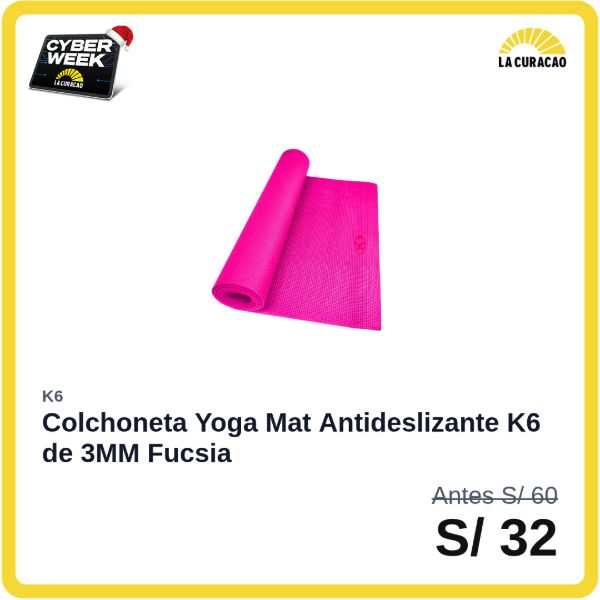 CYBER
WEEK
LA CURACAO
LA CURACAO
K6
Colchoneta Yoga Mat Antideslizante K6
de 3MM Fucsia
Antes S/ 60
S/ 32